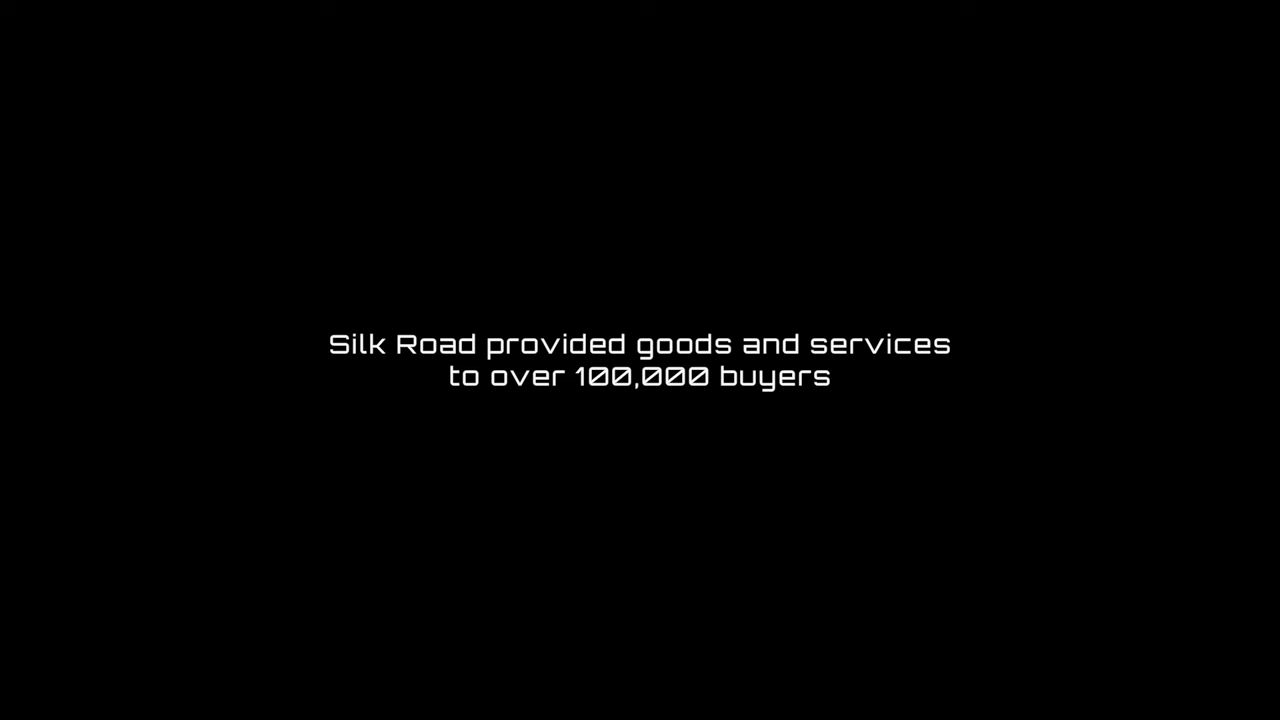 Silk Road provided goods and services
to over 100,000 buyers